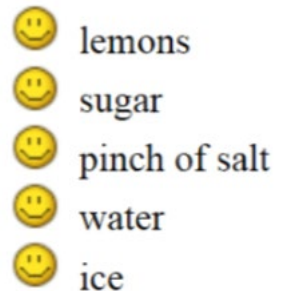 lemons
sugar
pinch of salt
water
ice